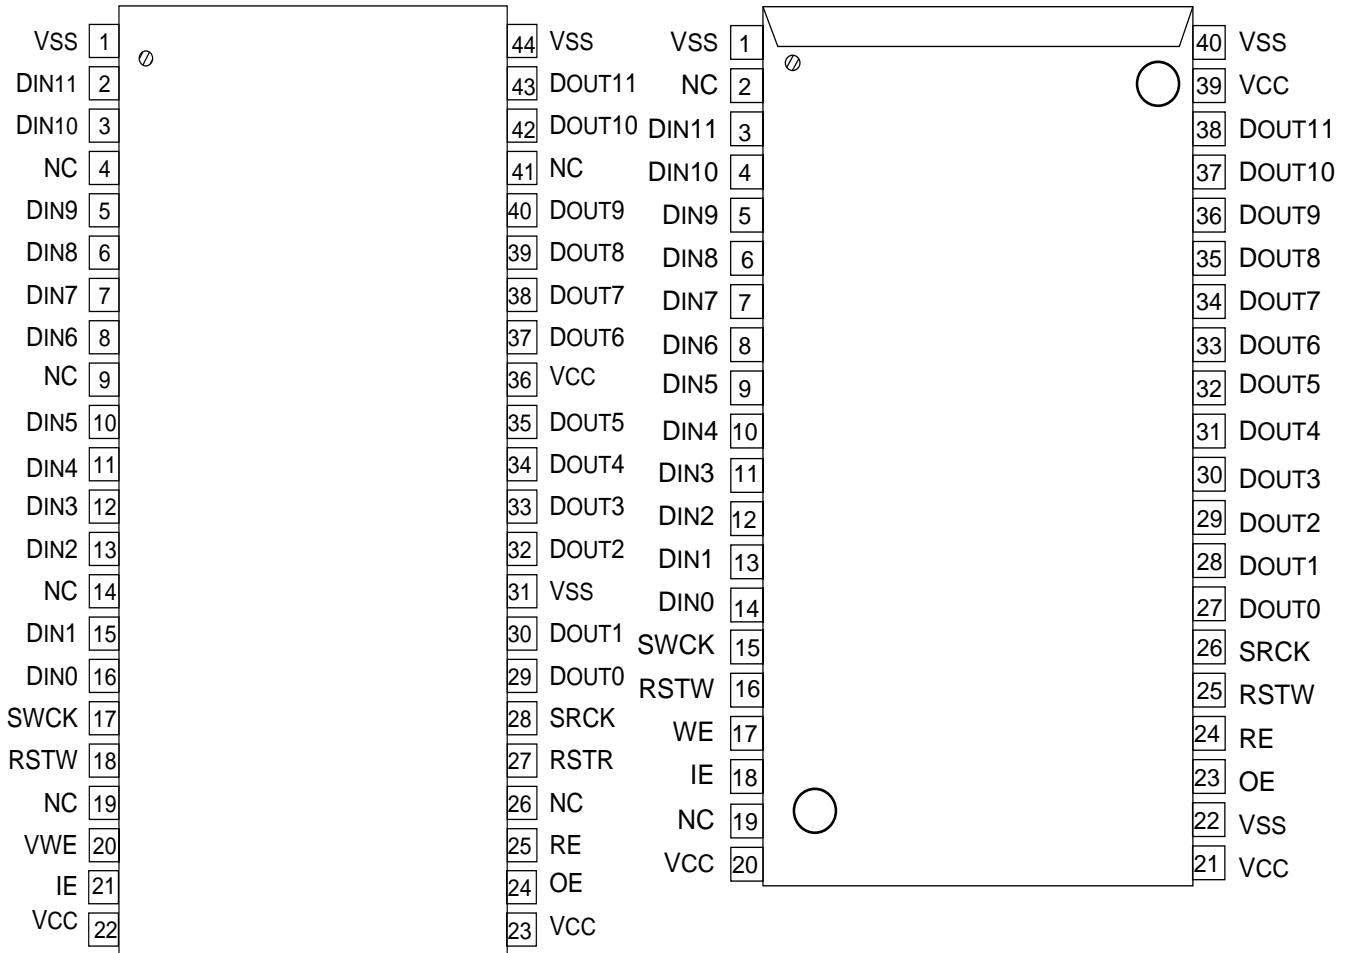 VSS 1 44 VSS
DIN11 2 43 DOUT11
DIN10 3 42 DOUT10
NC 4 41 NC
DIN9 5 40 DOUT9
DIN8 6 39 DOUT8
DIN7 7 38 DOUT7
DIN6 8 37 DOUT6
NC 9 36 VCC
DIN5 10 35 DOUT5
DIN4 11 34 DOUT4
DIN3 12 33 DOUT3
DIN2 13 32 DOUT2
NC 14 31 VSS
DIN1 15 30 DOUT1
DIN0 16 29 DOUT0
SWCK 17 28 SRCK
RSTW 18 27 RSTR
NC 19 26 NC
VWE 20 25 RE
IE 21 24 OE
VCC 22 23 VCC
VSS 1 40 VSS
NC 2 39 VCC
DIN11 3 38 DOUT11
DIN10 4 37 DOUT10
DIN9 5 36 DOUT9
DIN8 6 35 DOUT8
DIN7 7 34 DOUT7
DIN6 8 33 DOUT6
DIN5 9 32 DOUT5
DIN4 10 31 DOUT4
DIN3 11 30 DOUT3
DIN2 12 29 DOUT2
DIN1 13 28 DOUT1
DIN0 14 27 DOUT0
SWCK 15 26 SRCK
RSTW 16 25 RSTW
WE 17 24 RE
IE 18 23 OE
NC 19 22 VSS
VCC 20 21 VCC